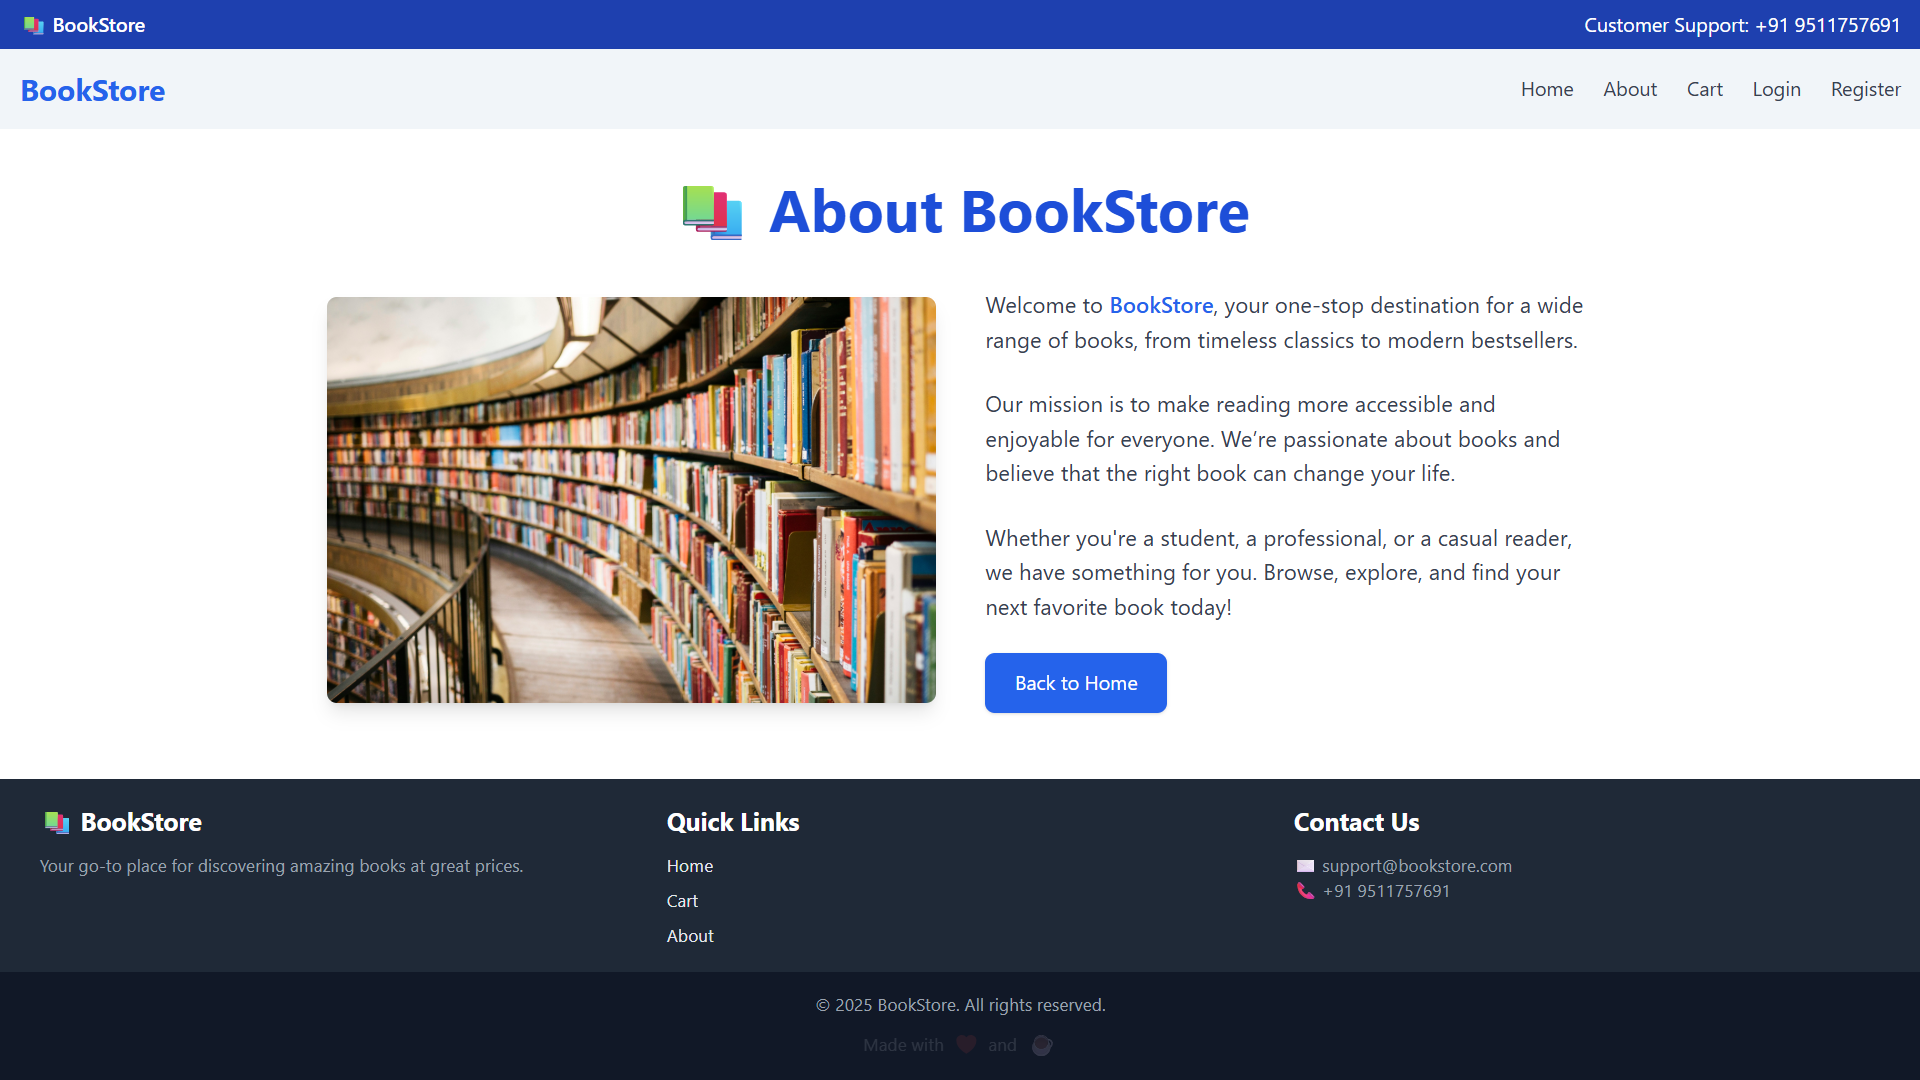 BookStore
Customer Support: +91 9511757691
BookStore
Home
About
Cart
Login
Register
About BookStore
Welcome to BookStore, your one-stop destination for a wide
range of books, from timeless classics to modern bestsellers.
Our mission is to make reading more accessible and
enjoyable for everyone. We’re passionate about books and
believe that the right book can change your life.
Whether you're a student, a professional, or a casual reader,
we have something for you. Browse, explore, and find your
next favorite book today!
Back to Home
BookStore
Your go-to place for discovering amazing books at great prices.
Quick Links
Home
Cart
About
Contact Us
support@bookstore.com
+91 9511757691
© 2025 BookStore. All rights reserved.
Made with ❤ and